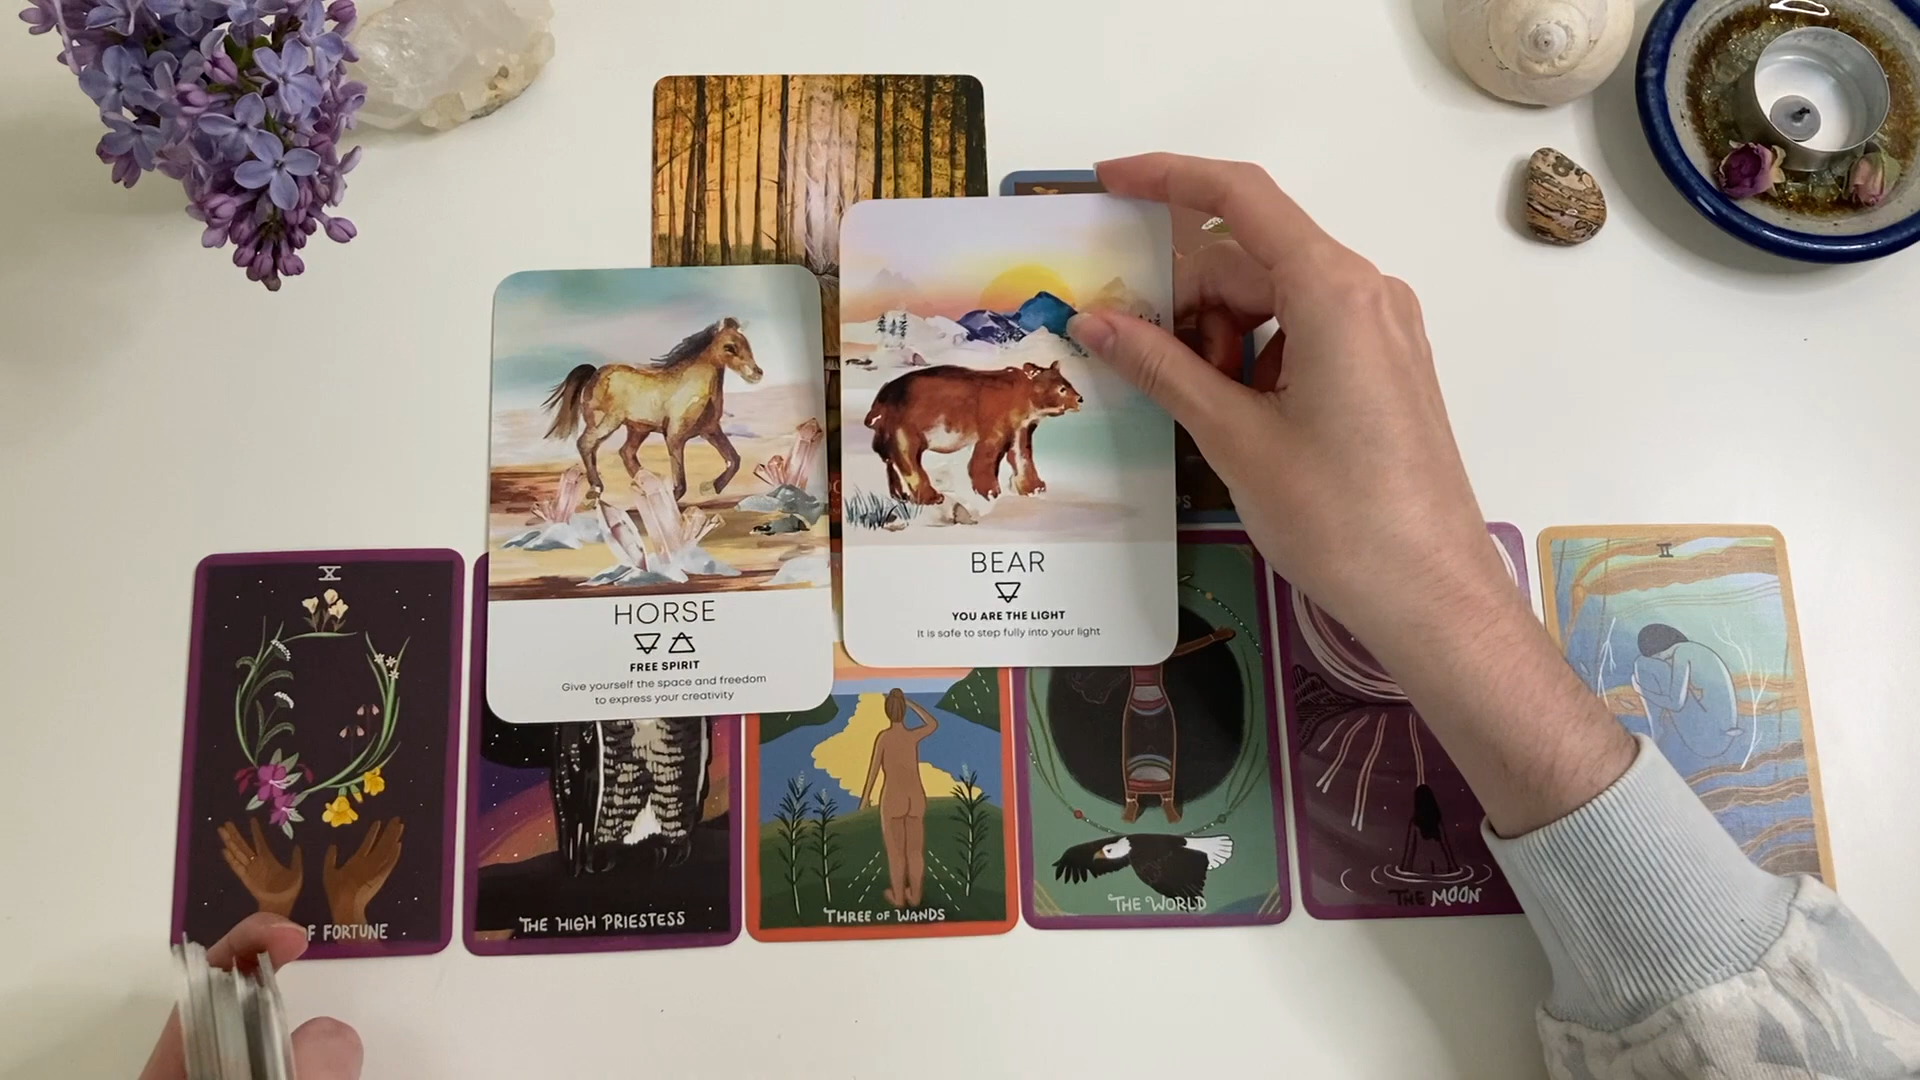 HORSE
FREE SPIRIT
Give yourself the space and freedom
to express your creativity
BEAR
YOU ARE THE LIGHT
It is safe to step fully into your light
X
F FORTUNE
THE HIGH PRIESTESS
THREE OF WANDS
THE WORLD
THE MOON
II